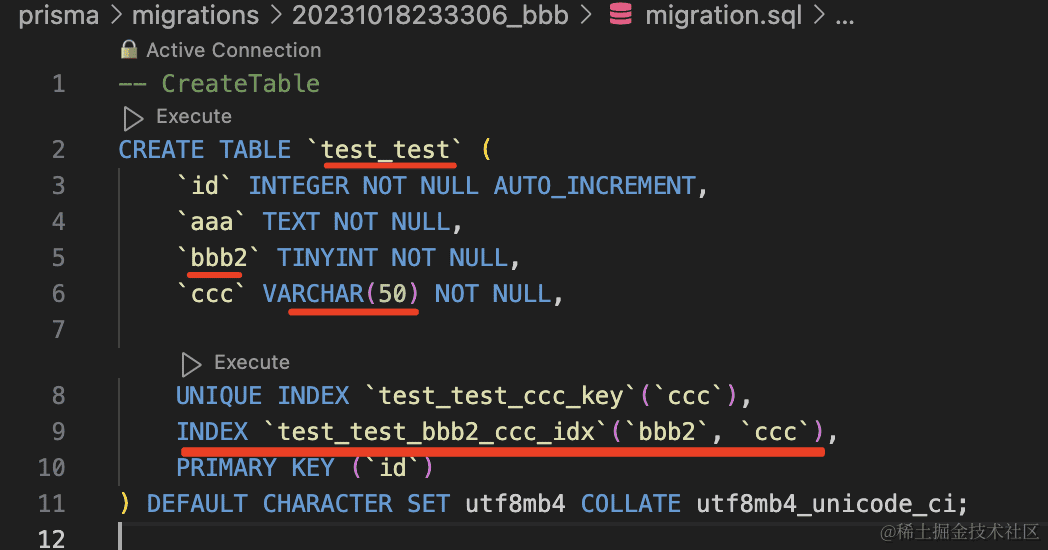 prisma > migrations > 20231018233306_bbb > migration.sql > ...
Active Connection
1 -- CreateTable
Execute
2 CREATE TABLE `test_test` (
3 `id` INTEGER NOT NULL AUTO_INCREMENT,
4 `aaa` TEXT NOT NULL,
5 `bbb2` TINYINT NOT NULL,
6 `ccc` VARCHAR(50) NOT NULL,
7
Execute
8 UNIQUE INDEX `test_test_ccc_key`(`ccc`),
9 INDEX `test_test_bbb2_ccc_idx`(`bbb2`, `ccc`),
10 PRIMARY KEY (`id`)
11 ) DEFAULT CHARACTER SET utf8mb4 COLLATE utf8mb4_unicode_ci;
12
@稀土掘金技术社区